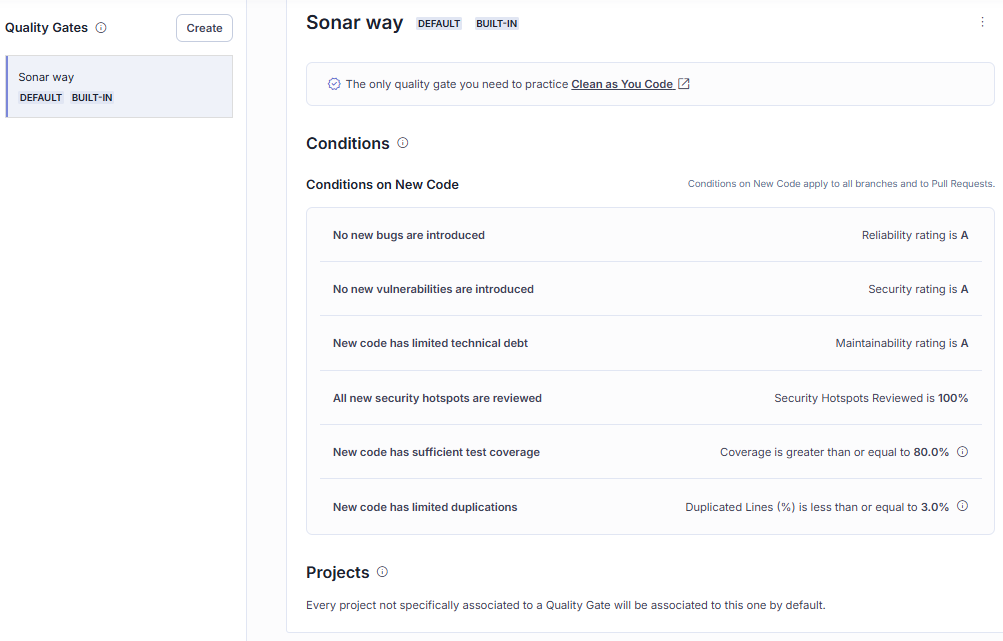 Quality Gates
Create
Sonar way
DEFAULT BUILT-IN
Sonar way DEFAULT BUILT-IN
The only quality gate you need to practice Clean as You Code
Conditions
Conditions on New Code
Conditions on New Code apply to all branches and to Pull Requests.
No new bugs are introduced
Reliability rating is A
No new vulnerabilities are introduced
Security rating is A
New code has limited technical debt
Maintainability rating is A
All new security hotspots are reviewed
Security Hotspots Reviewed is 100%
New code has sufficient test coverage
Coverage is greater than or equal to 80.0%
New code has limited duplications
Duplicated Lines (%) is less than or equal to 3.0%
Projects
Every project not specifically associated to a Quality Gate will be associated to this one by default.